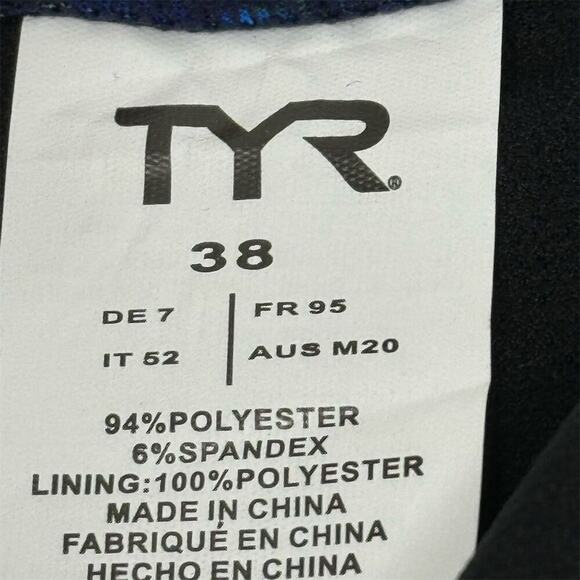 TYR®
38
DE 7 | FR 95
IT 52 | AUS M20
94%POLYESTER
6%SPANDEX
LINING:100%POLYESTER
MADE IN CHINA
FABRIQUÉ EN CHINA
HECHO EN CHINA